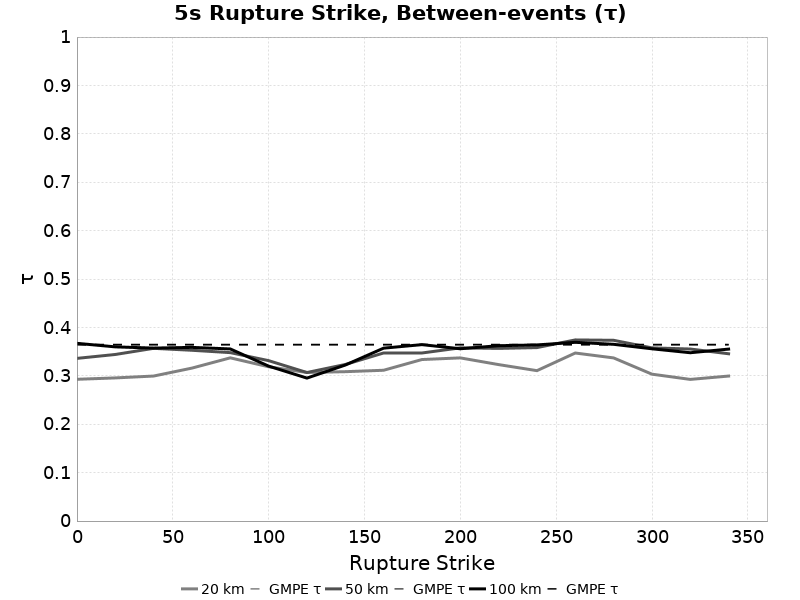 5s Rupture Strike, Between-events (τ)
1
0.9
0.8
0.7
0.6
0.5
0.4
0.3
0.2
0.1
0
τ
0 50 100 150 200 250 300 350
Rupture Strike
20 km GMPE τ 50 km GMPE τ 100 km GMPE τ